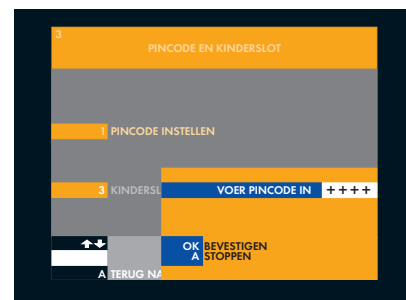 3
PINCODE EN KINDERSLOT
1 PINCODE INSTELLEN
3 KINDERSL
VOER PINCODE IN ++++
OK BEVESTIGEN
A STOPPEN
A TERUG NA